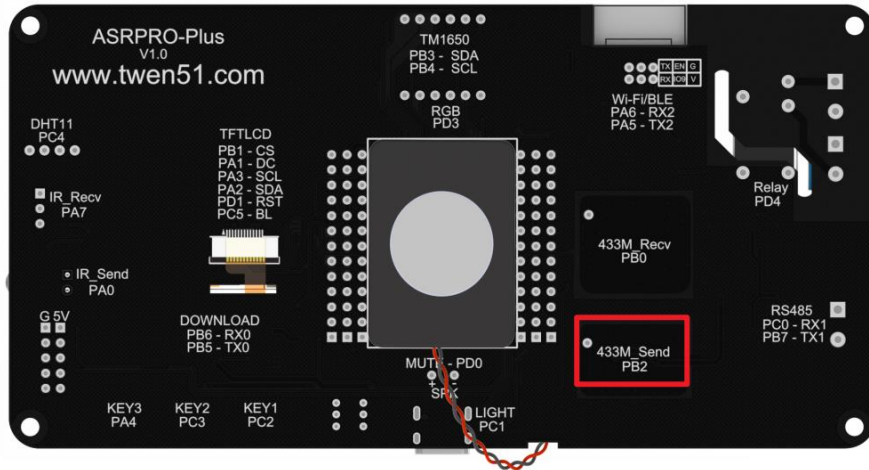 ASRPRO-Plus
V1.0
www.twen51.com
TM1650
PB3 - SDA
PB4 - SCL
TX EN G
RX IO9 V
Wi-Fi/BLE
PA6 - RX2
PA5 - TX2
RGB
PD3
DHT11
PC4
TFTLCD
PB1 - CS
PA1 - DC
PA3 - SCL
PA2 - SDA
PD1 - RST
PC5 - BL
IR_Recv
PA7
Relay
PD4
433M_Recv
PB0
IR_Send
PA0
G 5V
DOWNLOAD
PB6 - RX0
PB5 - TX0
RS485
PC0 - RX1
PB7 - TX1
433M_Send
PB2
MUTE - PD0
+ -
SPK
KEY3
PA4
KEY2
PC3
KEY1
PC2
LIGHT
PC1